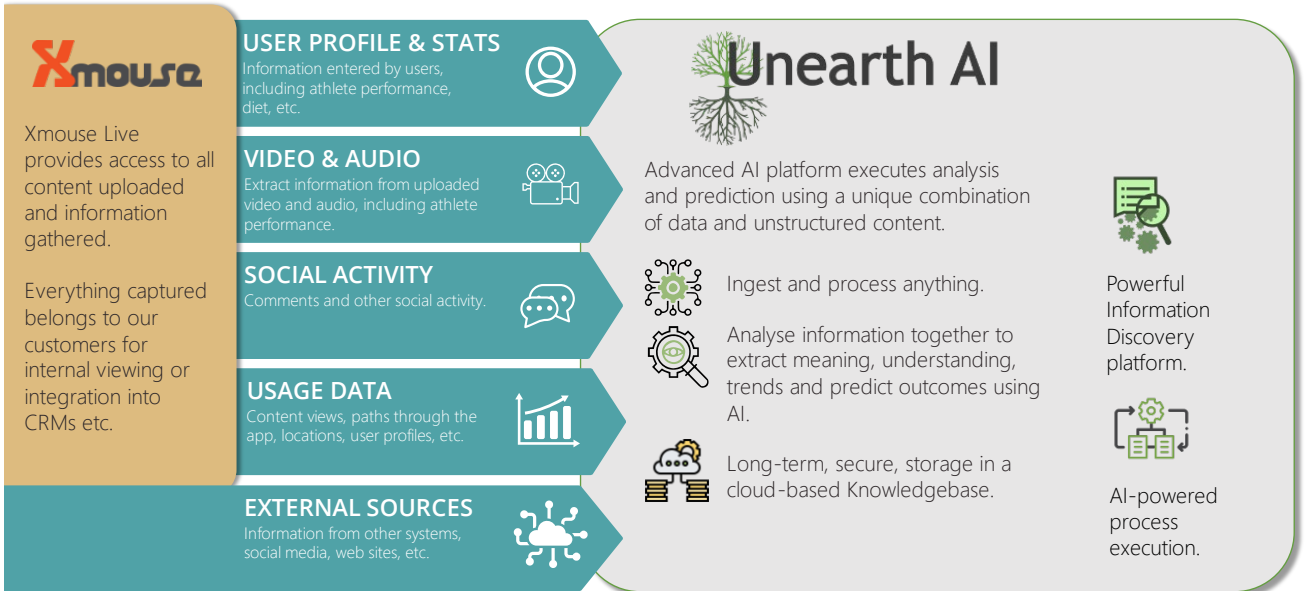 Xmouse
Xmouse Live
provides access to all
content uploaded
and information
gathered.
Everything captured
belongs to our
customers for
internal viewing or
integration into
CRMs etc.
USER PROFILE & STATS
Information entered by users,
including athlete performance,
diet, etc.
VIDEO & AUDIO
Extract information from uploaded
video and audio, including athlete
performance.
SOCIAL ACTIVITY
Comments and other social activity.
USAGE DATA
Content views, paths through the
app, locations, user profiles, etc.
EXTERNAL SOURCES
Information from other systems,
social media, web sites, etc.
Unearth AI
Advanced AI platform executes analysis
and prediction using a unique combination
of data and unstructured content.
Ingest and process anything.
Analyse information together to
extract meaning, understanding,
trends and predict outcomes using
AI.
Long-term, secure, storage in a
cloud-based Knowledgebase.
Powerful
Information
Discovery
platform.
AI-powered
process
execution.